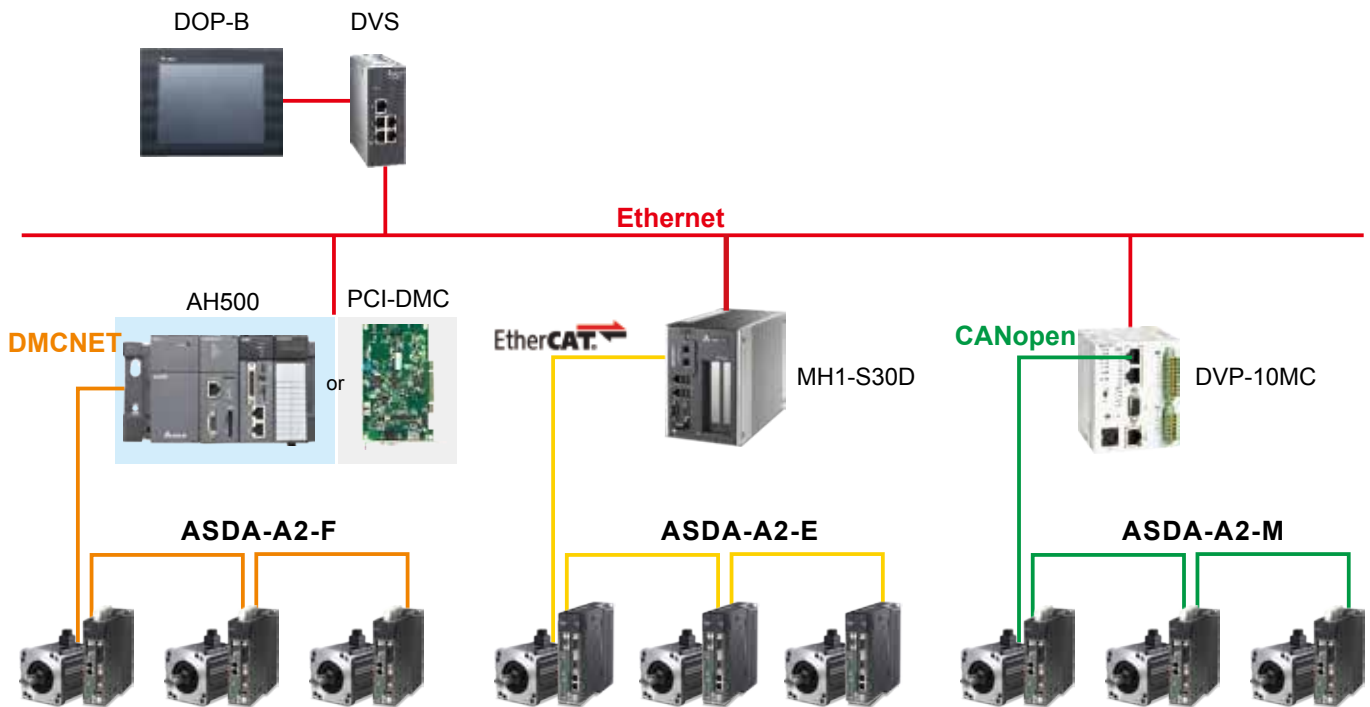 DOP-B
DVS
Ethernet
AH500
PCI-DMC
DMCNET
or
EtherCAT.
MH1-S30D
CANopen
DVP-10MC
ASDA-A2-F
ASDA-A2-E
ASDA-A2-M